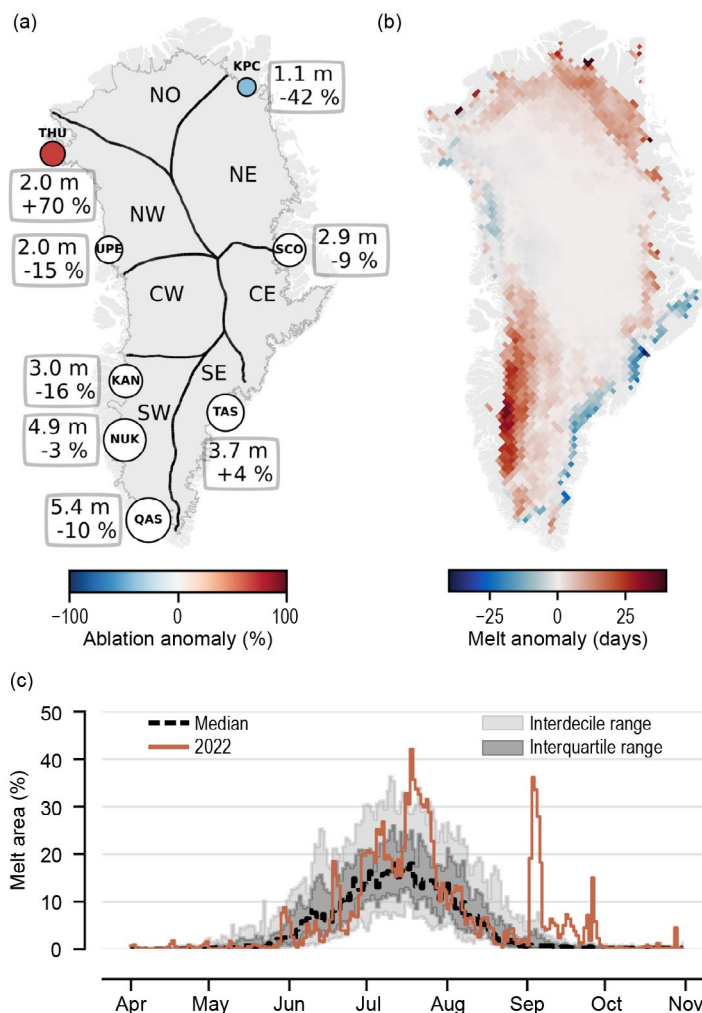 (a)
KPC
1.1 m
-42 %
NO
THU
2.0 m
+70 %
NE
NW
UPE
2.0 m
-15 %
SCO
2.9 m
-9 %
CW
CE
KAN
3.0 m
-16 %
SE
SW
NUK
4.9 m
-3 %
TAS
3.7 m
+4 %
QAS
5.4 m
-10 %
−100 0 100
Ablation anomaly (%)
(b)
−25 0 25
Melt anomaly (days)
(c)
Median
2022
Interdecile range
Interquartile range
Melt area (%)
50
40
30
20
10
0
Apr May Jun Jul Aug Sep Oct Nov